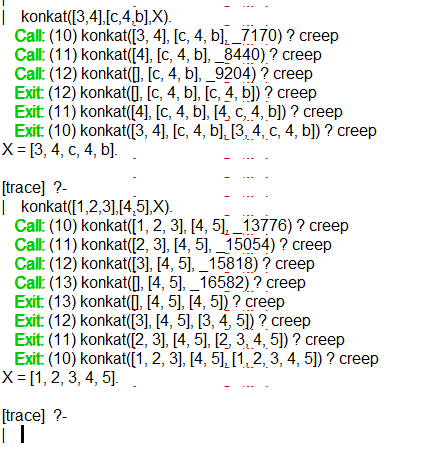 |    konkat([3,4],[c,4,b],X).
Call: (10) konkat([3, 4], [c, 4, b], _7170) ? creep
Call: (11) konkat([4], [c, 4, b], _8440) ? creep
Call: (12) konkat([], [c, 4, b], _9204) ? creep
Exit: (12) konkat([], [c, 4, b], [c, 4, b]) ? creep
Exit: (11) konkat([4], [c, 4, b], [4, c, 4, b]) ? creep
Exit: (10) konkat([3, 4], [c, 4, b], [3, 4, c, 4, b]) ? creep
X = [3, 4, c, 4, b].
[trace]  ?-
|    konkat([1,2,3],[4,5],X).
Call: (10) konkat([1, 2, 3], [4, 5], _13776) ? creep
Call: (11) konkat([2, 3], [4, 5], _15054) ? creep
Call: (12) konkat([3], [4, 5], _15818) ? creep
Call: (13) konkat([], [4, 5], _16582) ? creep
Exit: (13) konkat([], [4, 5], [4, 5]) ? creep
Exit: (12) konkat([3], [4, 5], [3, 4, 5]) ? creep
Exit: (11) konkat([2, 3], [4, 5], [2, 3, 4, 5]) ? creep
Exit: (10) konkat([1, 2, 3], [4, 5], [1, 2, 3, 4, 5]) ? creep
X = [1, 2, 3, 4, 5].
[trace]  ?-
|